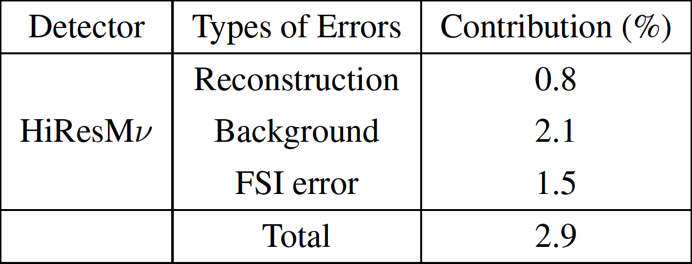 Detector Types of Errors Contribution (%)
Reconstruction 0.8
HiResMν Background 2.1
FSI error 1.5
Total 2.9